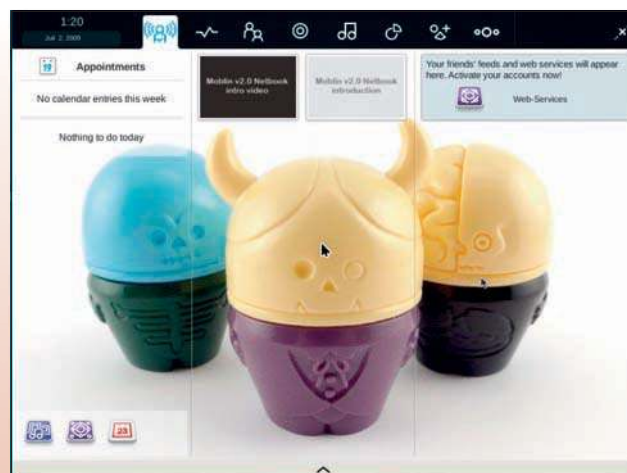 1:20
Jul 2, 2009
19
Appointments
No calendar entries this week
Nothing to do today
Moblin v2.0 Netbook
intro video
Moblin v2.0 Netbook
introduction
Your friends' feeds and web services will appear
here. Activate your accounts now!
Web-Services
23